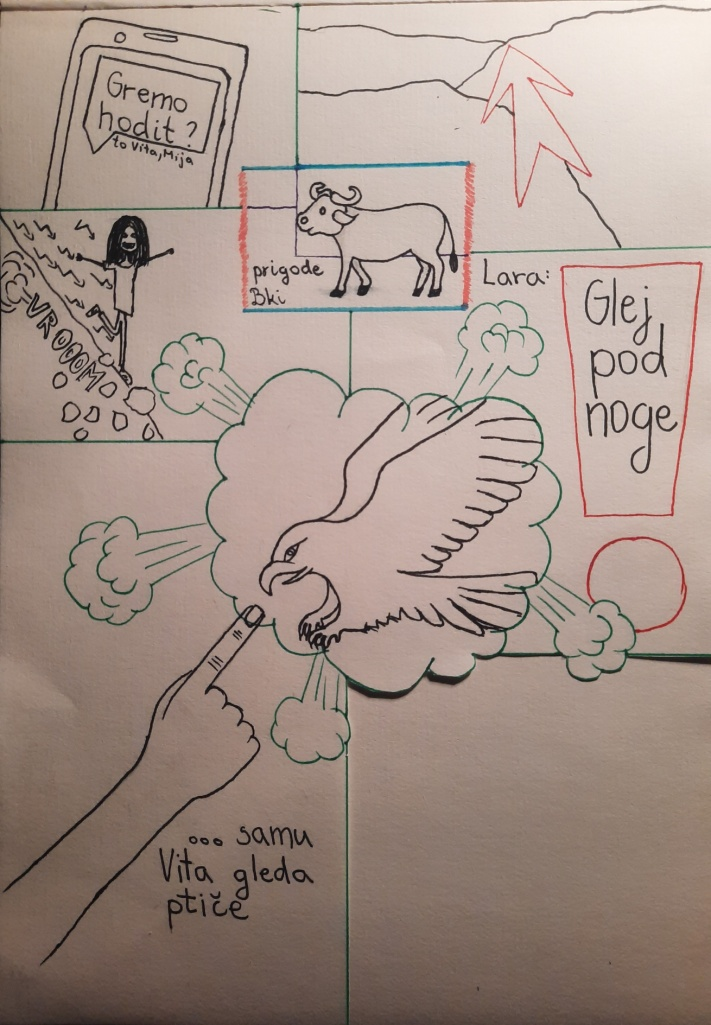 Gremo
hodit?
to Vita, Mija
prigode
Bki
VROOOM
Lara:
Glej
pod
noge
... samu
Vita gleda
ptiče